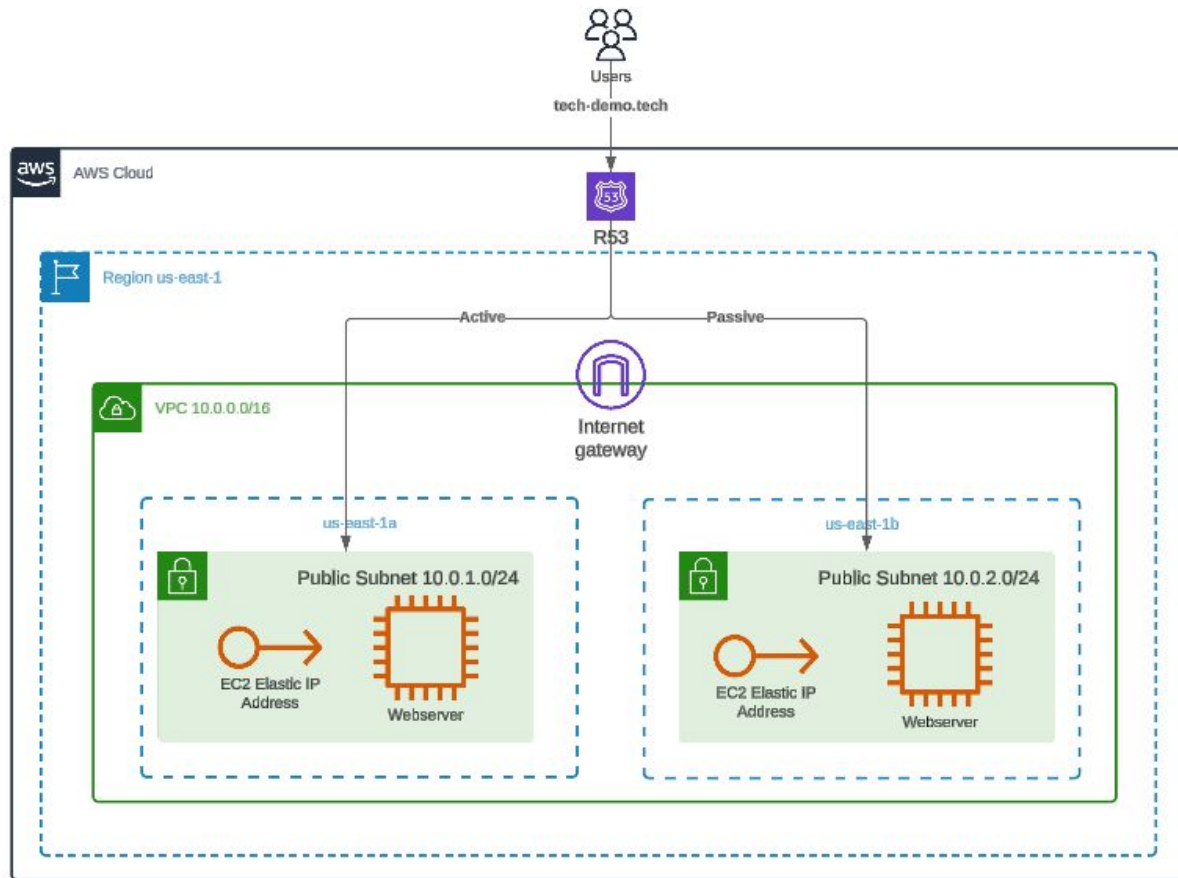 Users
tech-demo.tech
aws
AWS Cloud
53
R53
Region us-east-1
Active
Passive
VPC 10.0.0.0/16
Internet
gateway
us-east-1a
us-east-1b
Public Subnet 10.0.1.0/24
Public Subnet 10.0.2.0/24
EC2 Elastic IP
Address
Webserver
EC2 Elastic IP
Address
Webserver